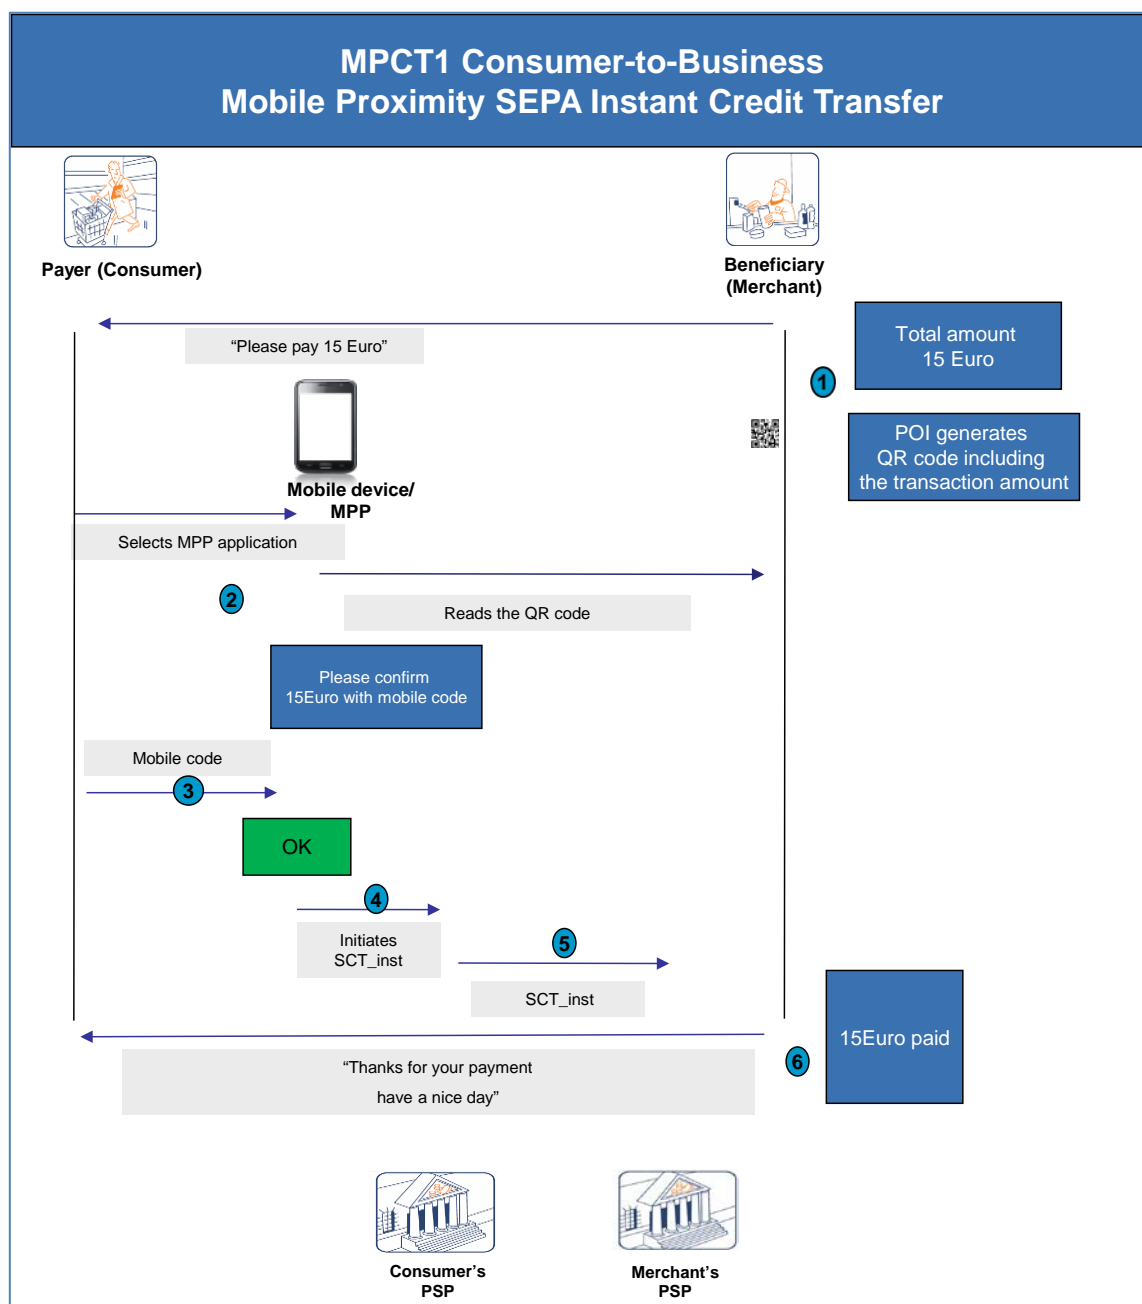 MPCT1 Consumer-to-Business
Mobile Proximity SEPA Instant Credit Transfer
Payer (Consumer)
Beneficiary
(Merchant)
“Please pay 15 Euro”
Total amount
15 Euro
1
POI generates
QR code including
the transaction amount
Mobile device/
MPP
Selects MPP application
2
Reads the QR code
Please confirm
15Euro with mobile code
Mobile code
3
OK
4
Initiates
SCT_inst
5
SCT_inst
15Euro paid
6
“Thanks for your payment
have a nice day”
Consumer's
PSP
Merchant's
PSP